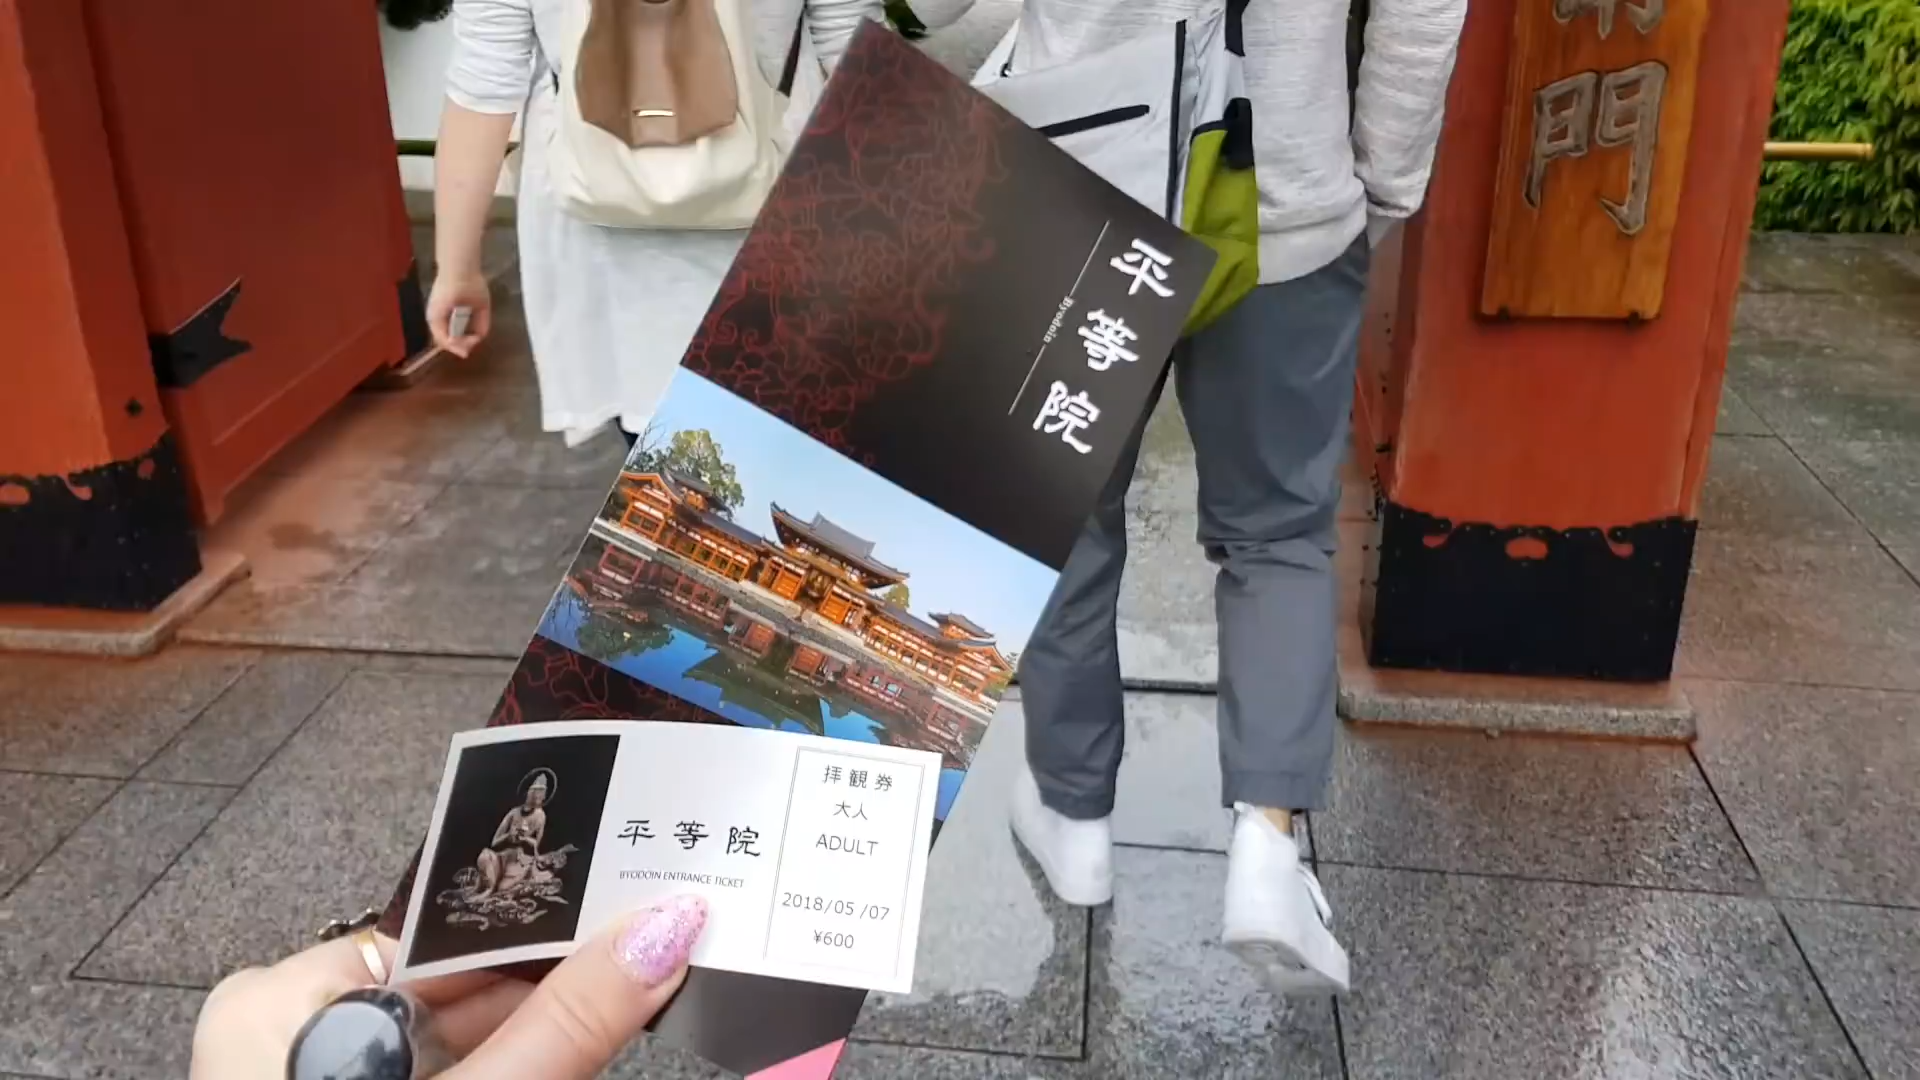 門
平等院
Byodoin
平等院
BYODOIN ENTRANCE TICKET
拝観券
大人
ADULT
2018/05/07
¥600